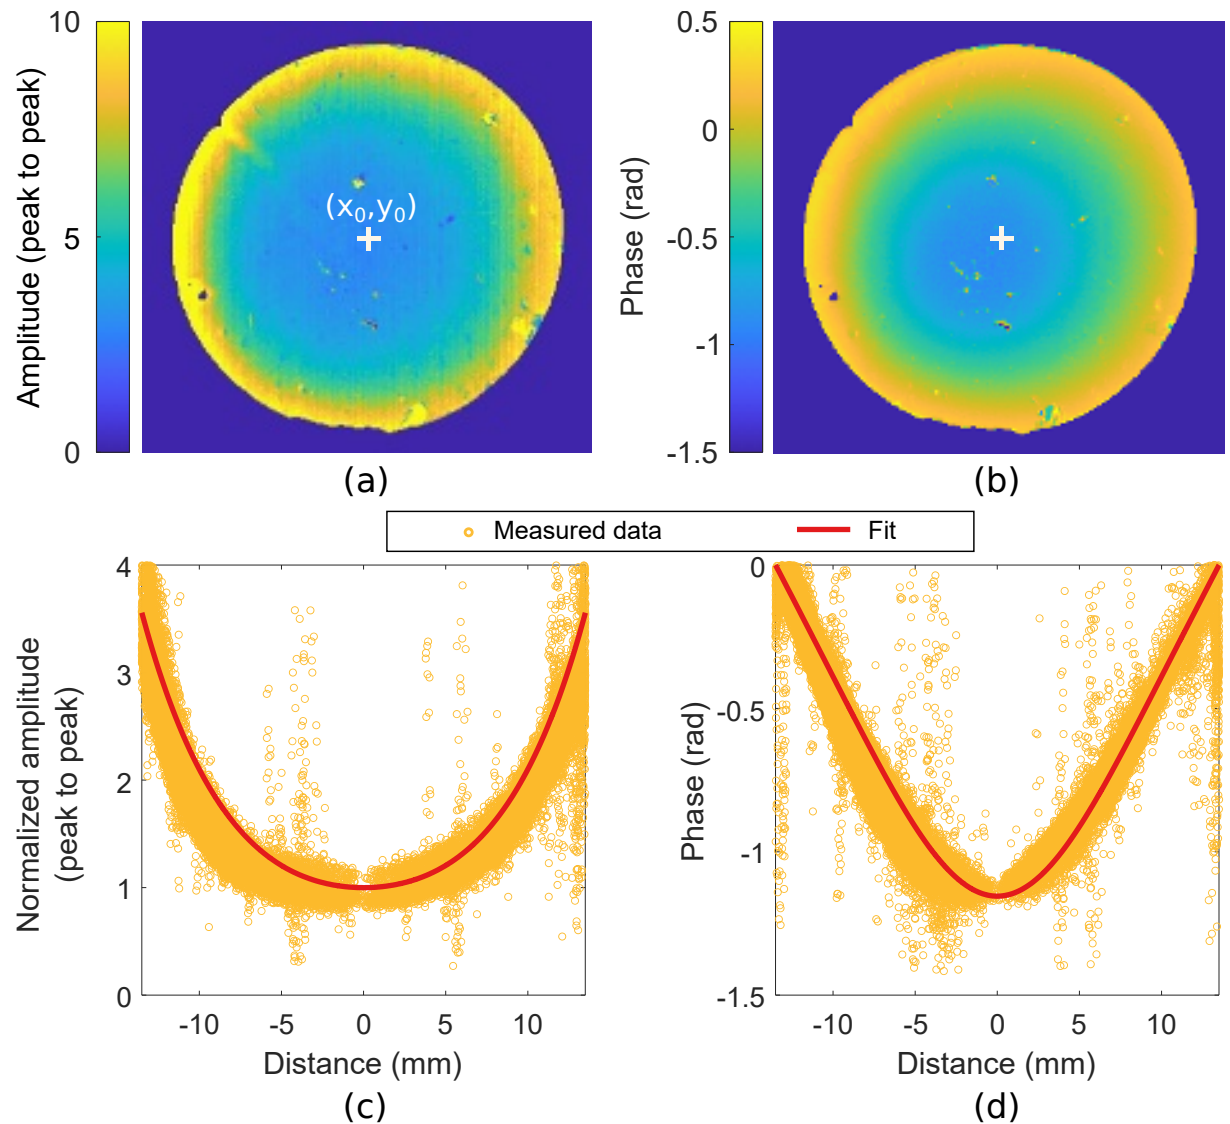 Amplitude (peak to peak)
10
5
0
(x₀,y₀)
(a)
Phase (rad)
0.5
0
-0.5
-1
-1.5
(b)
Measured data Fit
Normalized amplitude
(peak to peak)
4
3
2
1
0
-10 -5 0 5 10
Distance (mm)
(c)
Phase (rad)
0
-0.5
-1
-1.5
-10 -5 0 5 10
Distance (mm)
(d)